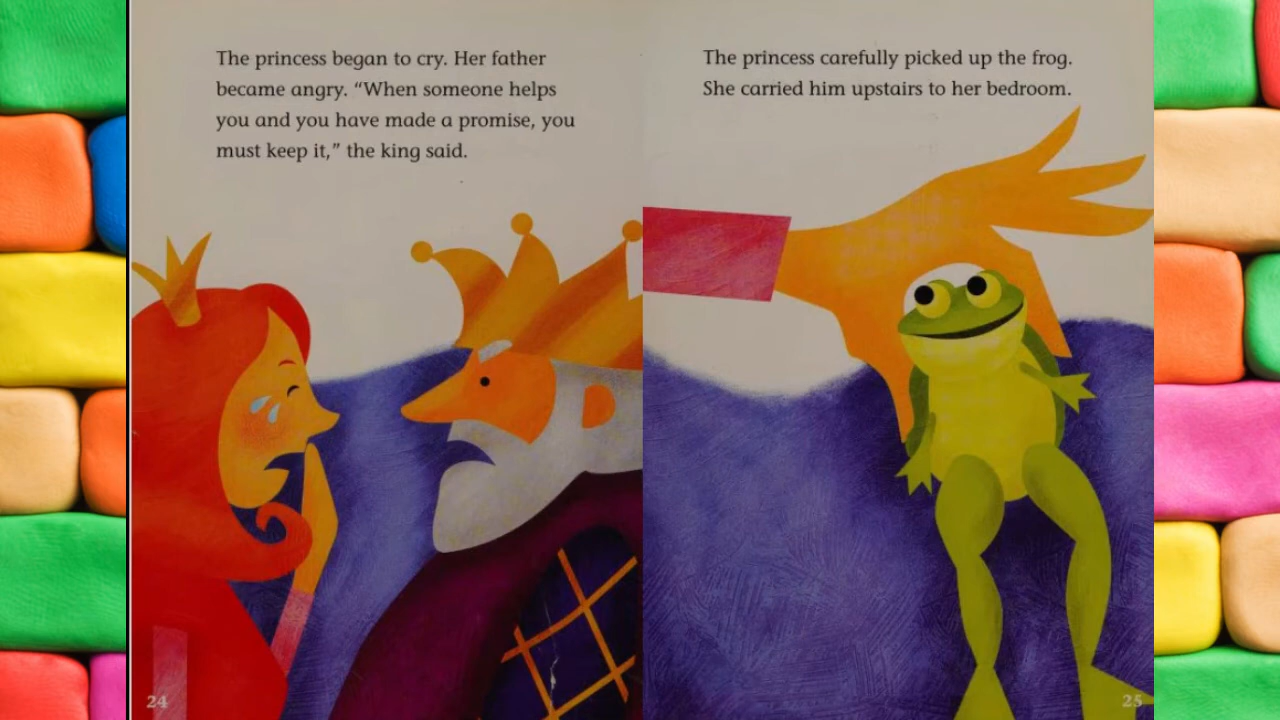 The princess began to cry. Her father
became angry. “When someone helps
you and you have made a promise, you
must keep it,” the king said.
24
The princess carefully picked up the frog.
She carried him upstairs to her bedroom.
25